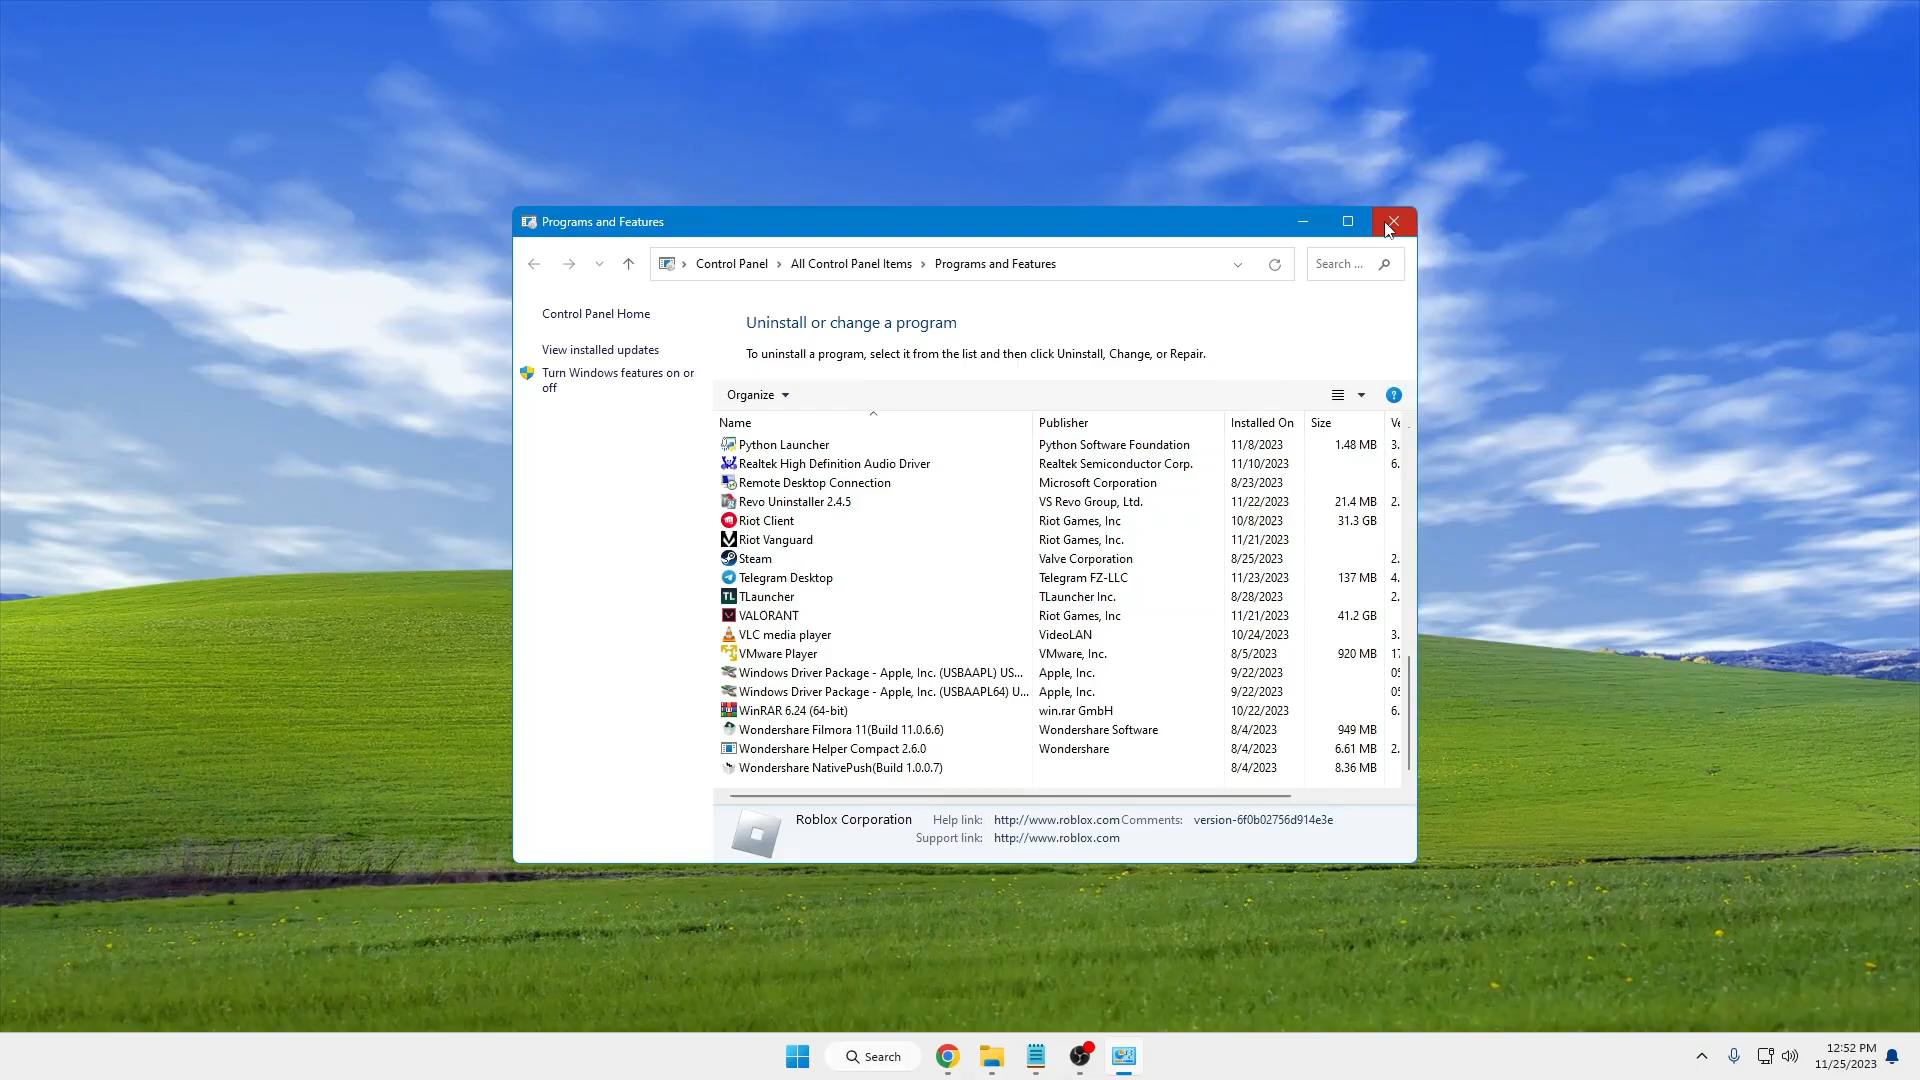 Programs and Features
Control Panel > All Control Panel Items > Programs and Features
Search ...
Control Panel Home
View installed updates
Turn Windows features on or
off
Uninstall or change a program
To uninstall a program, select it from the list and then click Uninstall, Change, or Repair.
Organize
Name Publisher Installed On Size
Python Launcher Python Software Foundation 11/8/2023 1.48 MB 3.
Realtek High Definition Audio Driver Realtek Semiconductor Corp. 11/10/2023 6.
Remote Desktop Connection Microsoft Corporation 8/23/2023
Revo Uninstaller 2.4.5 VS Revo Group, Ltd. 11/22/2023 21.4 MB 2.
Riot Client Riot Games, Inc 10/8/2023 31.3 GB
Riot Vanguard Riot Games, Inc. 11/21/2023
Steam Valve Corporation 8/25/2023 2.
Telegram Desktop Telegram FZ-LLC 11/23/2023 137 MB 4.
TL TLauncher TLauncher Inc. 8/28/2023 2.
VALORANT Riot Games, Inc 11/21/2023 41.2 GB
VLC media player VideoLAN 10/24/2023 3.
VMware Player VMware, Inc. 8/5/2023 920 MB 17
Windows Driver Package - Apple, Inc. (USBAAPL) US... Apple, Inc. 9/22/2023 05
Windows Driver Package - Apple, Inc. (USBAAPL64) U... Apple, Inc. 9/22/2023 05
WinRAR 6.24 (64-bit) win.rar GmbH 10/22/2023 6.
Wondershare Filmora 11(Build 11.0.6.6) Wondershare Software 8/4/2023 949 MB
Wondershare Helper Compact 2.6.0 Wondershare 8/4/2023 6.61 MB 2.
Wondershare NativePush(Build 1.0.0.7) 8/4/2023 8.36 MB
Roblox Corporation Help link: http://www.roblox.com Comments: version-6f0b02756d914e3e
Support link: http://www.roblox.com
Search
12:52 PM
11/25/2023